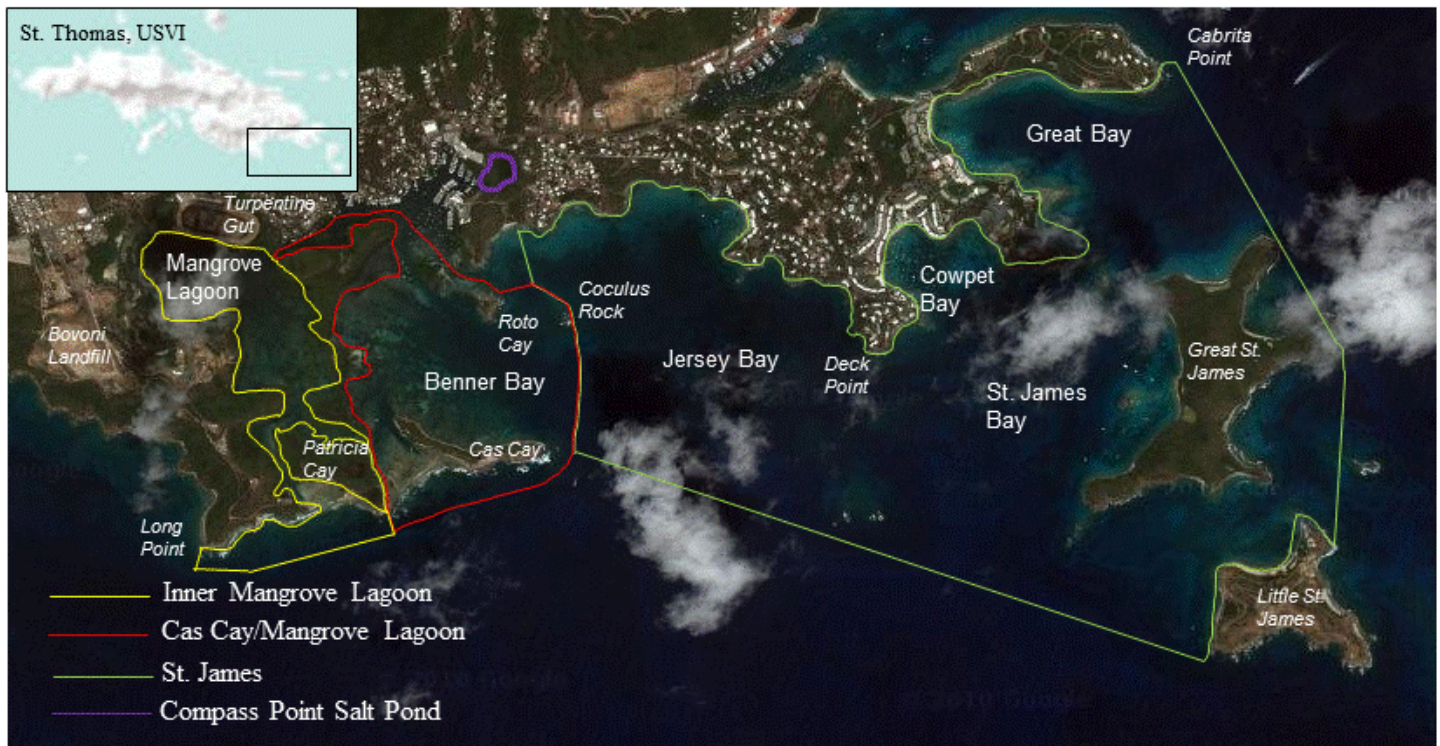 St. Thomas, USVI
Cabrita
Point
Great Bay
Turpentine
Gut
Mangrove
Lagoon
Cowpet
Bay
Coculus
Rock
Roto
Cay
Bovoni
Landfill
Jersey Bay
Deck
Point
Great St.
James
Benner Bay
St. James
Bay
Patricia
Cay
Cas Cay
Long
Point
Little St.
James
Inner Mangrove Lagoon
Cas Cay/Mangrove Lagoon
St. James
Compass Point Salt Pond